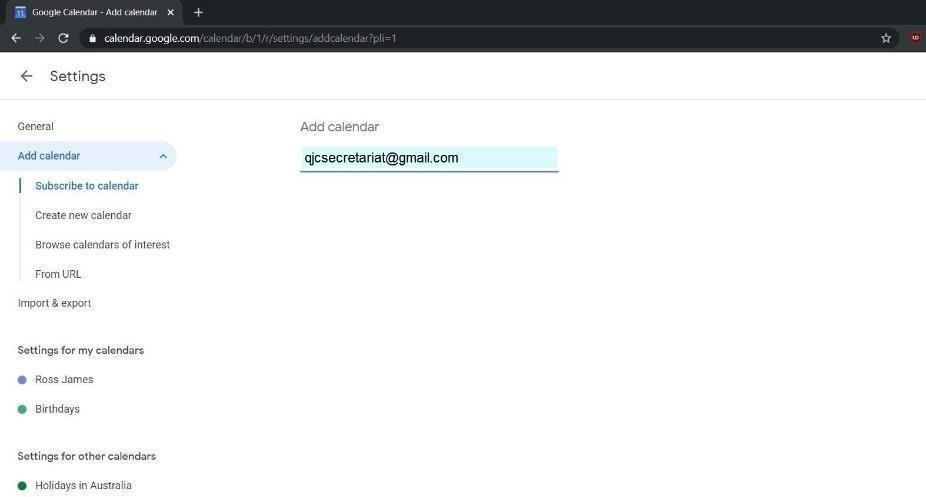 Google Calendar - Add calendar
calendar.google.com/calendar/b/1/r/settings/addcalendar?pli=1
Settings
General
Add calendar
Subscribe to calendar
Create new calendar
Browse calendars of interest
From URL
Import & export
Settings for my calendars
Ross James
Birthdays
Settings for other calendars
Holidays in Australia
Add calendar
qjcsecretariat@gmail.com